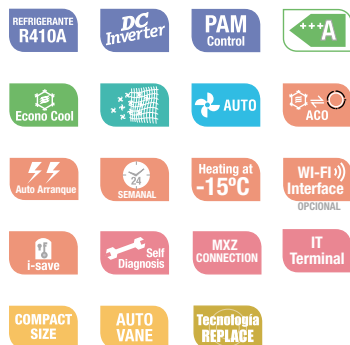 REFRIGERANTE
R410A
DC
Inverter
PAM
Control
+++A
Econo Cool
AUTO
ACO
Auto Arranque
24
SEMANAL
Heating at
-15ºC
WI-FI
Interface
OPCIONAL
i-save
Self
Diagnosis
MXZ
CONNECTION
IT
Terminal
COMPACT
SIZE
AUTO
VANE
Tecnología
REPLACE